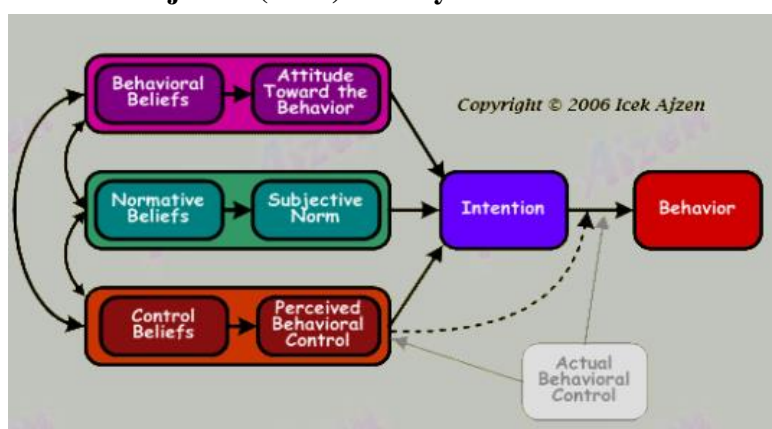 Behavioral
Beliefs
Attitude
Toward the
Behavior
Copyright © 2006 Icek Ajzen
Normative
Beliefs
Subjective
Norm
Intention
Behavior
Control
Beliefs
Perceived
Behavioral
Control
Actual
Behavioral
Control